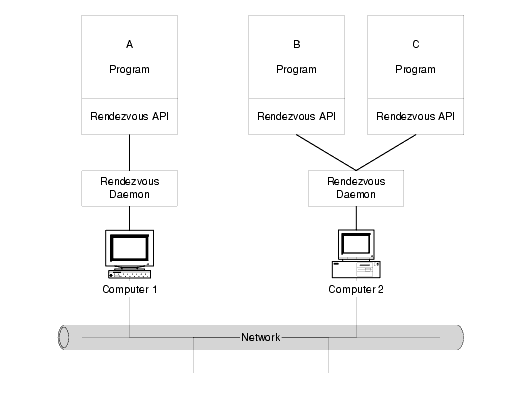 A
Program
Rendezvous API
B
Program
Rendezvous API
C
Program
Rendezvous API
Rendezvous
Daemon
Rendezvous
Daemon
Computer 1
Computer 2
Network